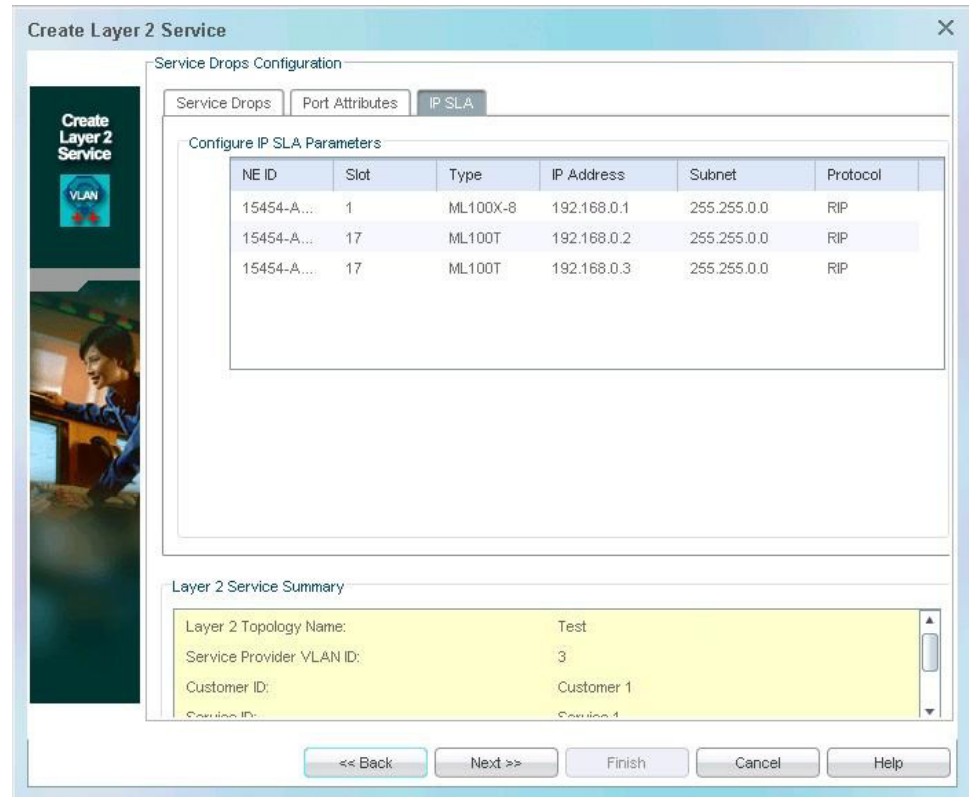 Create Layer 2 Service
Service Drops Configuration
Create
Layer 2
Service
VLAN
Service Drops Port Attributes IP SLA
Configure IP SLA Parameters
NE ID Slot Type IP Address Subnet Protocol
15454-A... 1 ML100X-8 192.168.0.1 255.255.0.0 RIP
15454-A... 17 ML100T 192.168.0.2 255.255.0.0 RIP
15454-A... 17 ML100T 192.168.0.3 255.255.0.0 RIP
Layer 2 Service Summary
Layer 2 Topology Name: Test
Service Provider VLAN ID: 3
Customer ID: Customer 1
Service ID: Service 1
<< Back Next >> Finish Cancel Help